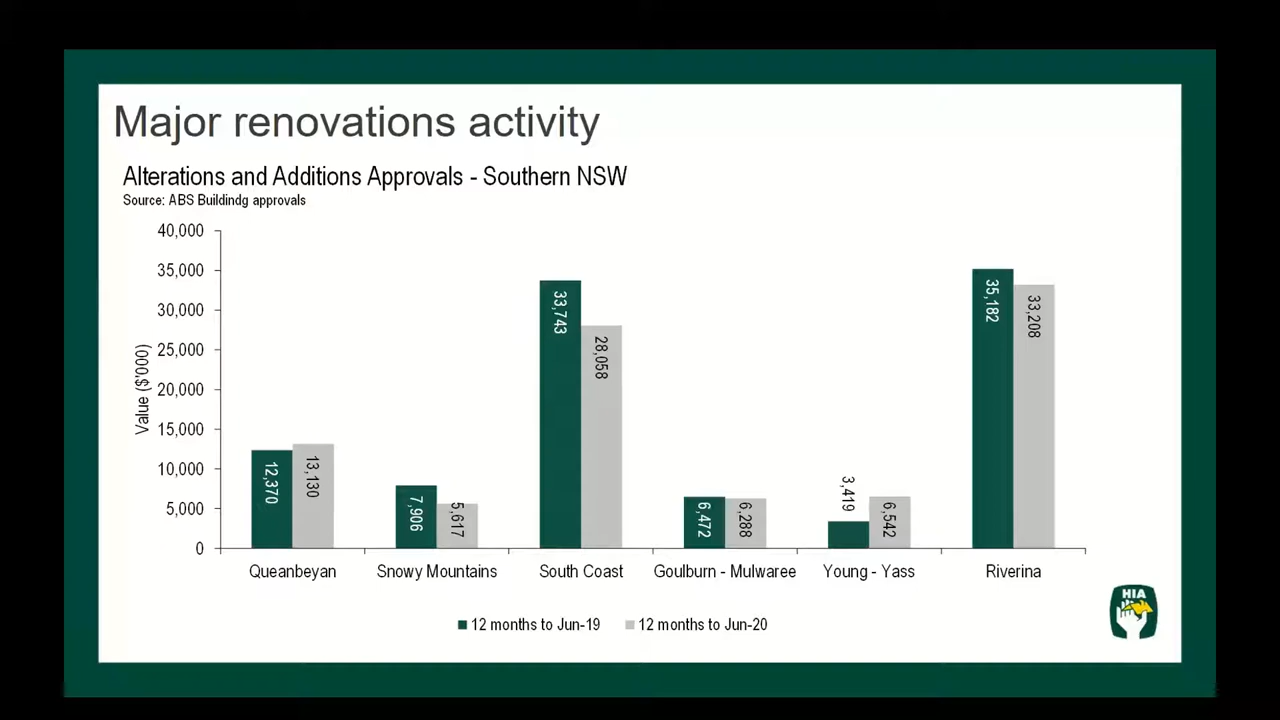 Major renovations activity
Alterations and Additions Approvals - Southern NSW
Source: ABS Buildindg approvals
Value ($,000)
40,000
35,000
30,000
25,000
20,000
15,000
10,000
5,000
0
12,370
13,130
7,906
5,617
33,743
28,058
6,472
6,288
3,419
6,542
35,182
33,208
Queanbeyan
Snowy Mountains
South Coast
Goulburn - Mulwaree
Young - Yass
Riverina
12 months to Jun-19
12 months to Jun-20
HIA